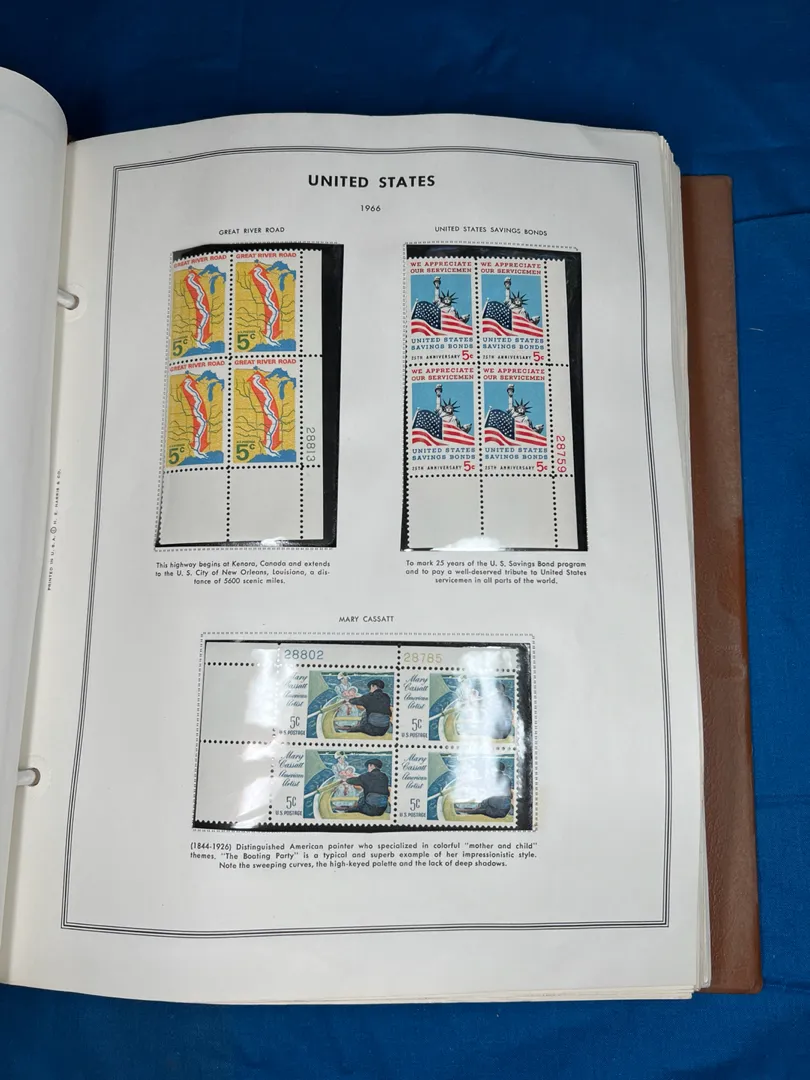 UNITED STATES
1966
GREAT RIVER ROAD
GREAT RIVER ROAD
GREAT RIVER ROAD
5c
5c
GREAT RIVER ROAD
GREAT RIVER ROAD
5c
5c
28813
This highway begins at Kenora, Canada and extends
to the U. S. City of New Orleans, Louisiana, a dis-
tance of 5600 scenic miles.
UNITED STATES SAVINGS BONDS
WE APPRECIATE
OUR SERVICEMEN
UNITED STATES
SAVINGS BONDS
25TH ANNIVERSARY 5c
WE APPRECIATE
OUR SERVICEMEN
UNITED STATES
SAVINGS BONDS
25TH ANNIVERSARY 5c
WE APPRECIATE
OUR SERVICEMEN
UNITED STATES
SAVINGS BONDS
25TH ANNIVERSARY 5c
WE APPRECIATE
OUR SERVICEMEN
UNITED STATES
SAVINGS BONDS
25TH ANNIVERSARY 5c
28759
To mark 25 years of the U. S. Savings Bond program
and to pay a well-deserved tribute to United States
servicemen in all parts of the world.
MARY CASSATT
28802
28785
Mary
Cassatt
American
Artist
5c
U.S. POSTAGE
Mary
Cassatt
American
Artist
5c
U.S. POSTAGE
Mary
Cassatt
American
Artist
5c
U.S. POSTAGE
Mary
Cassatt
American
Artist
5c
U.S. POSTAGE
(1844-1926) Distinguished American painter who specialized in colorful "mother and child"
themes. "The Boating Party" is a typical and superb example of her impressionistic style.
Note the sweeping curves, the high-keyed palette and the lack of deep shadows.
PRINTED IN U. S. A. © H. E. HARRIS & CO.